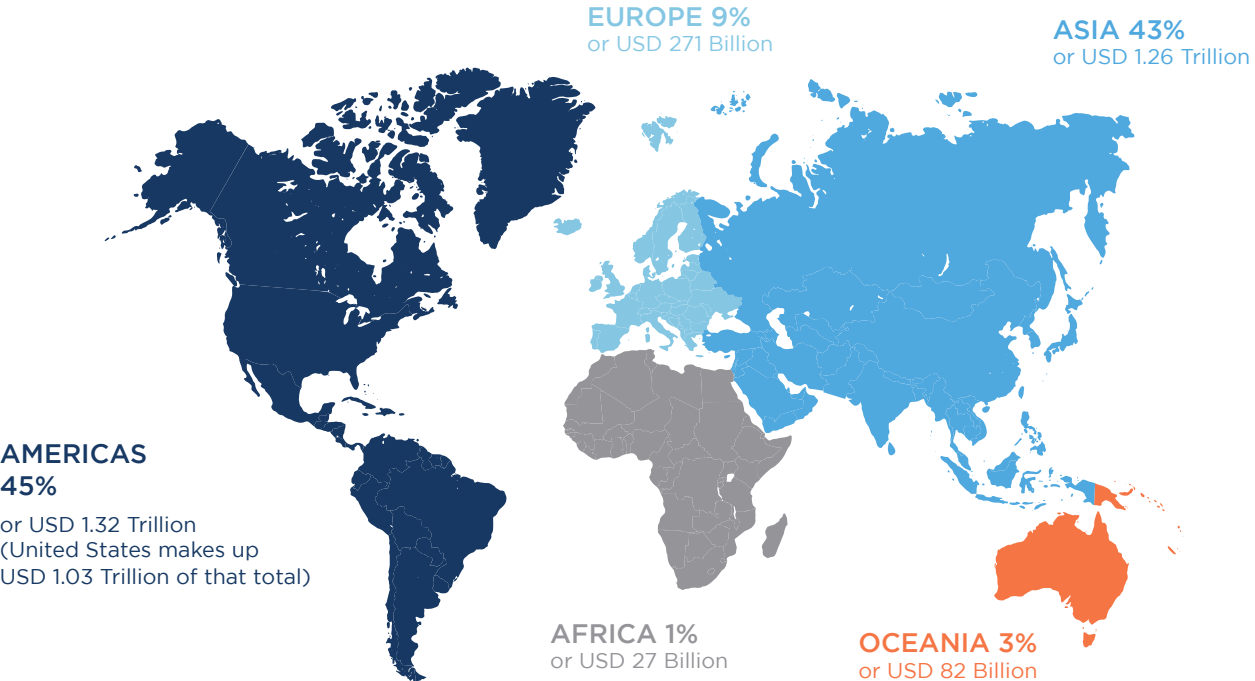 EUROPE 9%
or USD 271 Billion
ASIA 43%
or USD 1.26 Trillion
AMERICAS
45%
or USD 1.32 Trillion
(United States makes up
USD 1.03 Trillion of that total)
AFRICA 1%
or USD 27 Billion
OCEANIA 3%
or USD 82 Billion